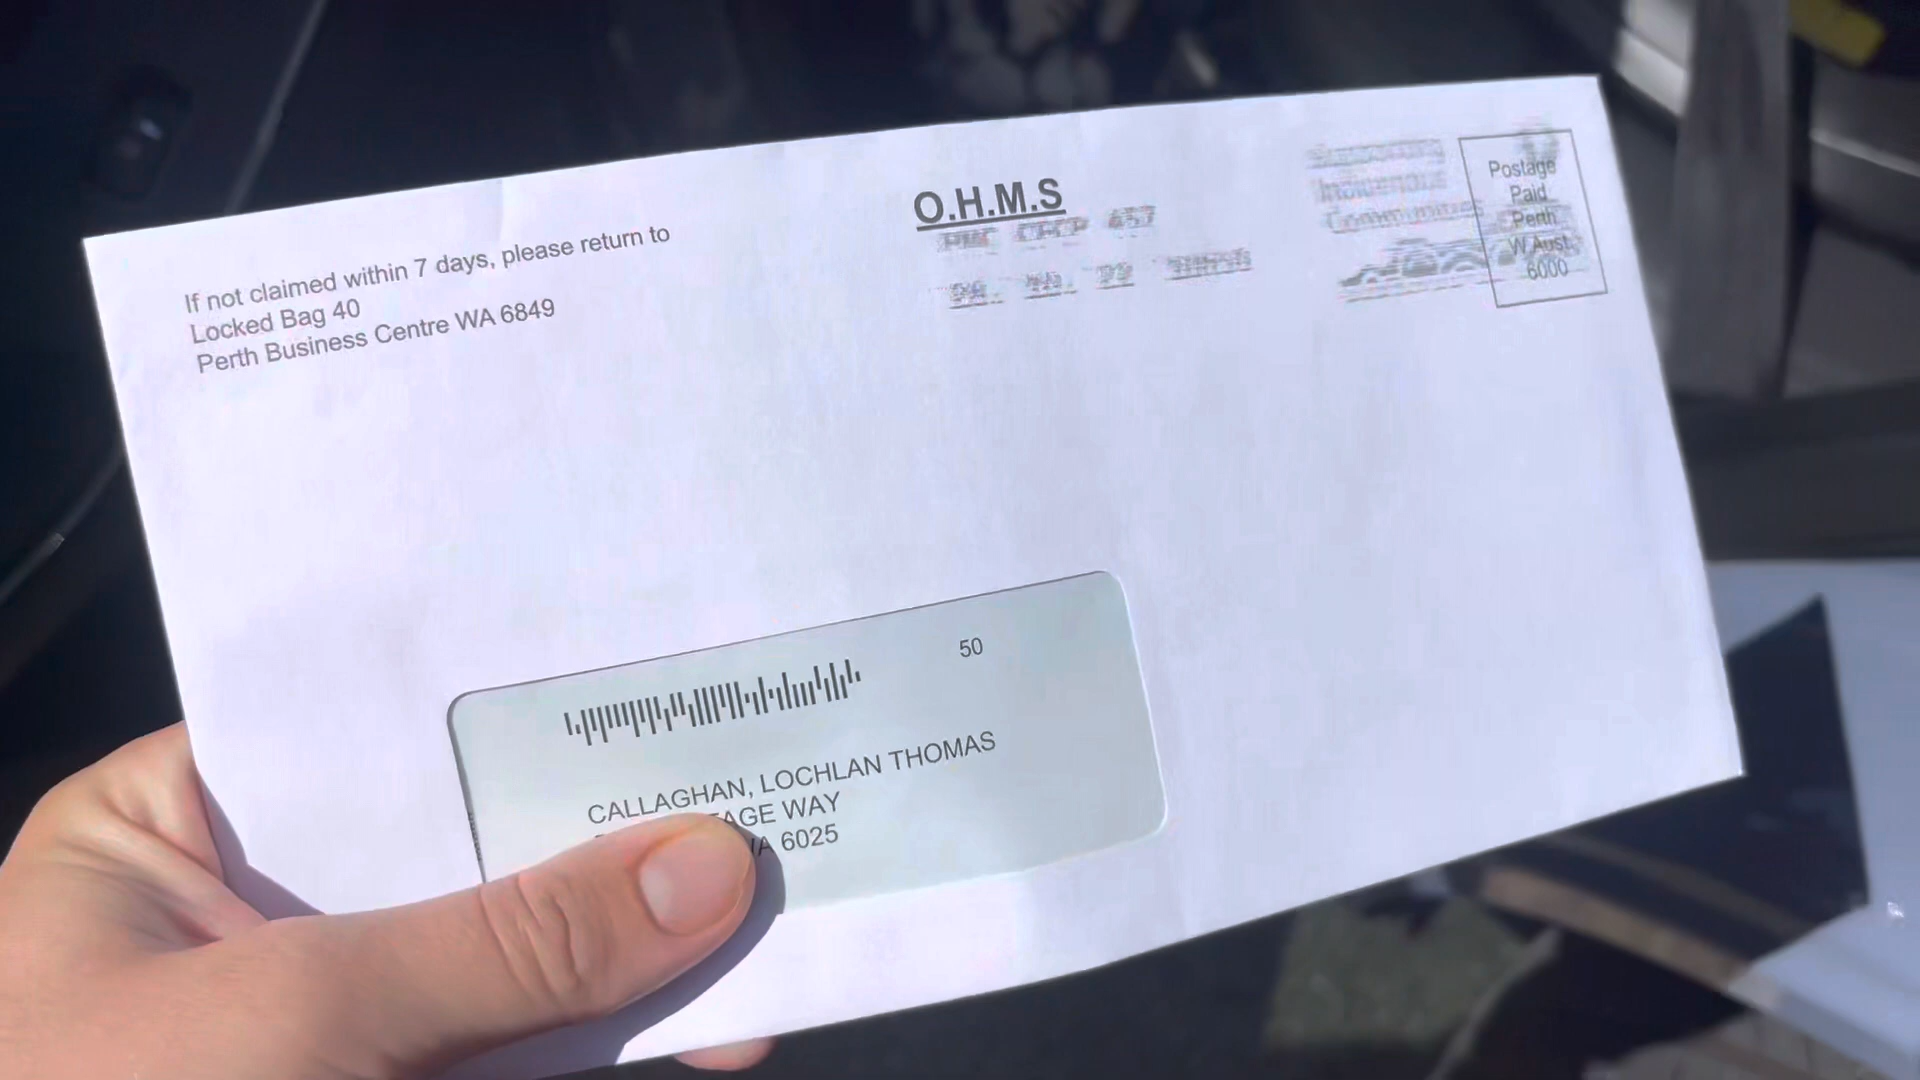 If not claimed within 7 days, please return to
Locked Bag 40
Perth Business Centre WA 6849
O.H.M.S
Postage
Paid
Perth
W Aust
6000
50
CALLAGHAN, LOCHLAN THOMAS
AGE WAY
6025